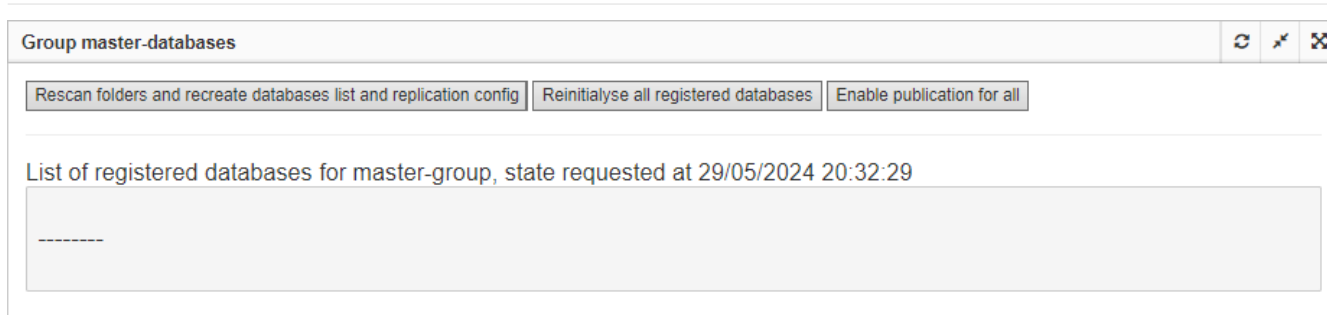 Group master-databases
Rescan folders and recreate databases list and replication config Reinitialyse all registered databases Enable publication for all
List of registered databases for master-group, state requested at 29/05/2024 20:32:29
--------